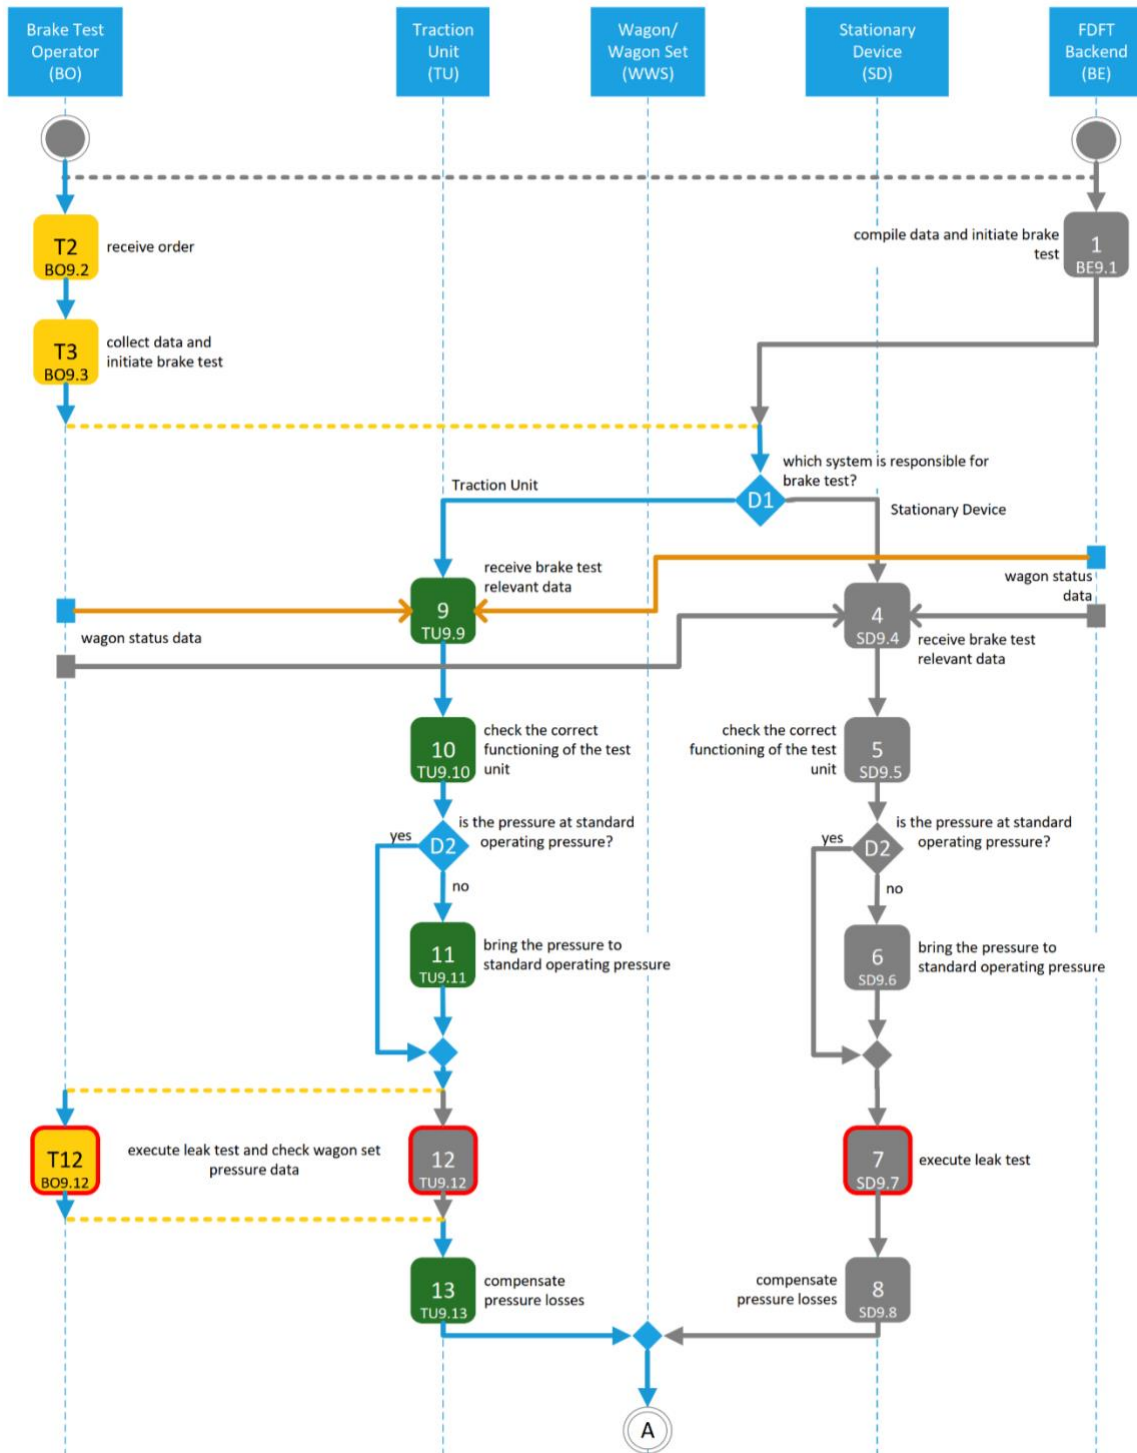 Brake Test
Operator
(BO)
Traction
Unit
(TU)
Wagon/
Wagon Set
(WWS)
Stationary
Device
(SD)
FDFT
Backend
(BE)
T2
BO9.2
receive order
compile data and initiate brake
test
1
BE9.1
T3
BO9.3
collect data and
initiate brake test
which system is responsible for
brake test?
D1
Traction Unit
Stationary Device
receive brake test
relevant data
wagon status
data
9
TU9.9
4
SD9.4
wagon status data
receive brake test
relevant data
10
TU9.10
check the correct
functioning of the test
unit
check the correct
functioning of the test
unit
5
SD9.5
is the pressure at standard
operating pressure?
yes
D2
no
is the pressure at standard
operating pressure?
yes
D2
no
11
TU9.11
bring the pressure to
standard operating pressure
6
SD9.6
bring the pressure to
standard operating pressure
T12
BO9.12
execute leak test and check wagon set
pressure data
12
TU9.12
7
SD9.7
execute leak test
13
TU9.13
compensate
pressure losses
compensate
pressure losses
8
SD9.8
A